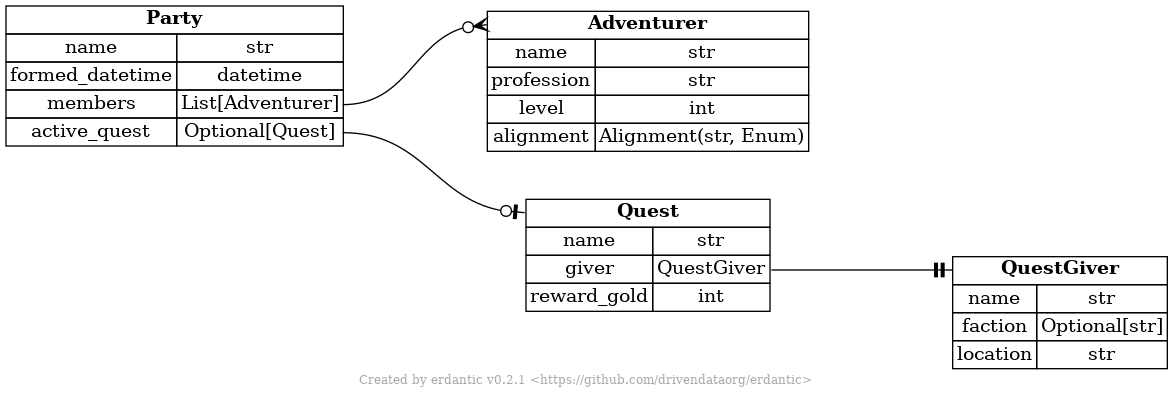 Party
name str
formed_datetime datetime
members List[Adventurer]
active_quest Optional[Quest]
Adventurer
name str
profession str
level int
alignment Alignment(str, Enum)
Quest
name str
giver QuestGiver
reward_gold int
QuestGiver
name str
faction Optional[str]
location str
Created by erdantic v0.2.1 <https://github.com/drivendataorg/erdantic>